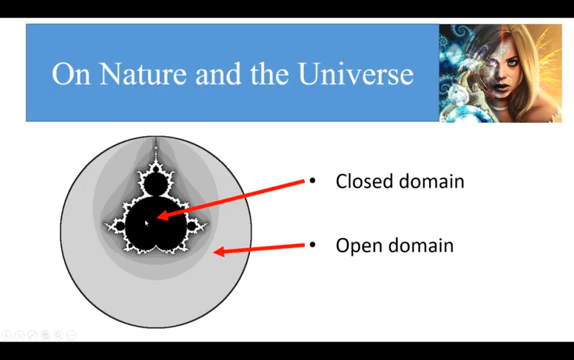 On Nature and the Universe
• Closed domain
• Open domain